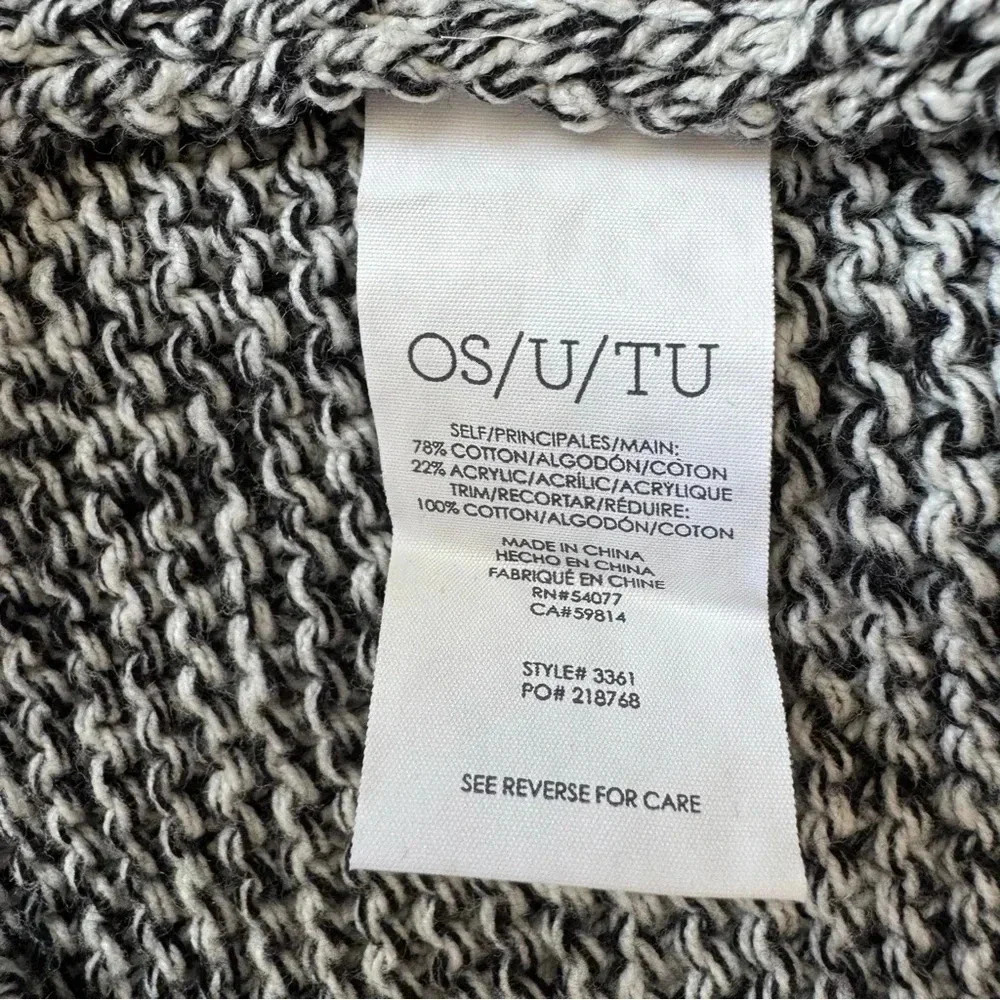 OS/U/TU
SELF/PRINCIPALES/MAIN:
78% COTTON/ALGODÓN/COTON
22% ACRYLIC/ACRÍLIC/ACRYLIQUE
TRIM/RECORTAR/RÉDUIRE:
100% COTTON/ALGODÓN/COTON
MADE IN CHINA
HECHO EN CHINA
FABRIQUÉ EN CHINE
RN#54077
CA#59814
STYLE# 3361
PO# 218768
SEE REVERSE FOR CARE